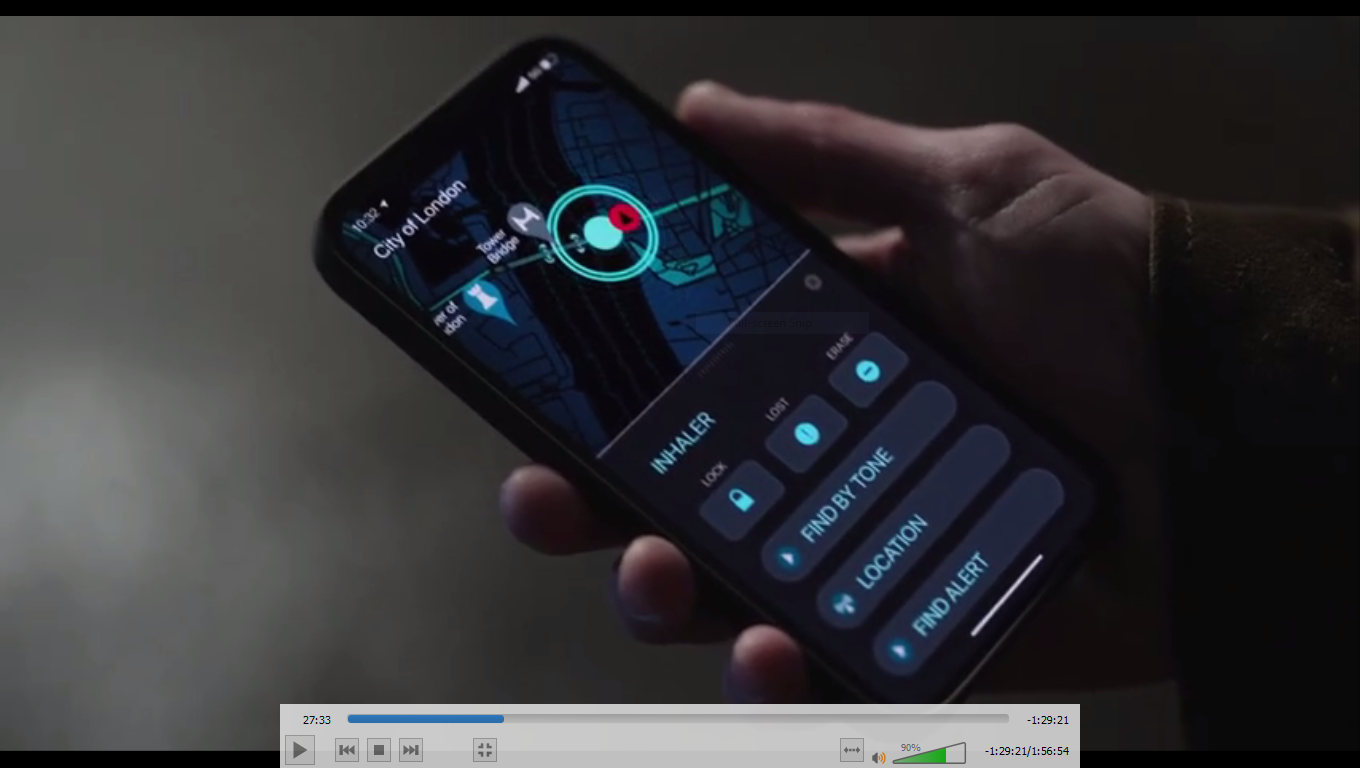 10:32
City of London
Tower
Bridge
er of
don
INHALER
LOCK
LOST
ERASE
FIND BY TONE
LOCATION
FIND ALERT
27:33
-1:29:21
90%
-1:29:21/1:56:54